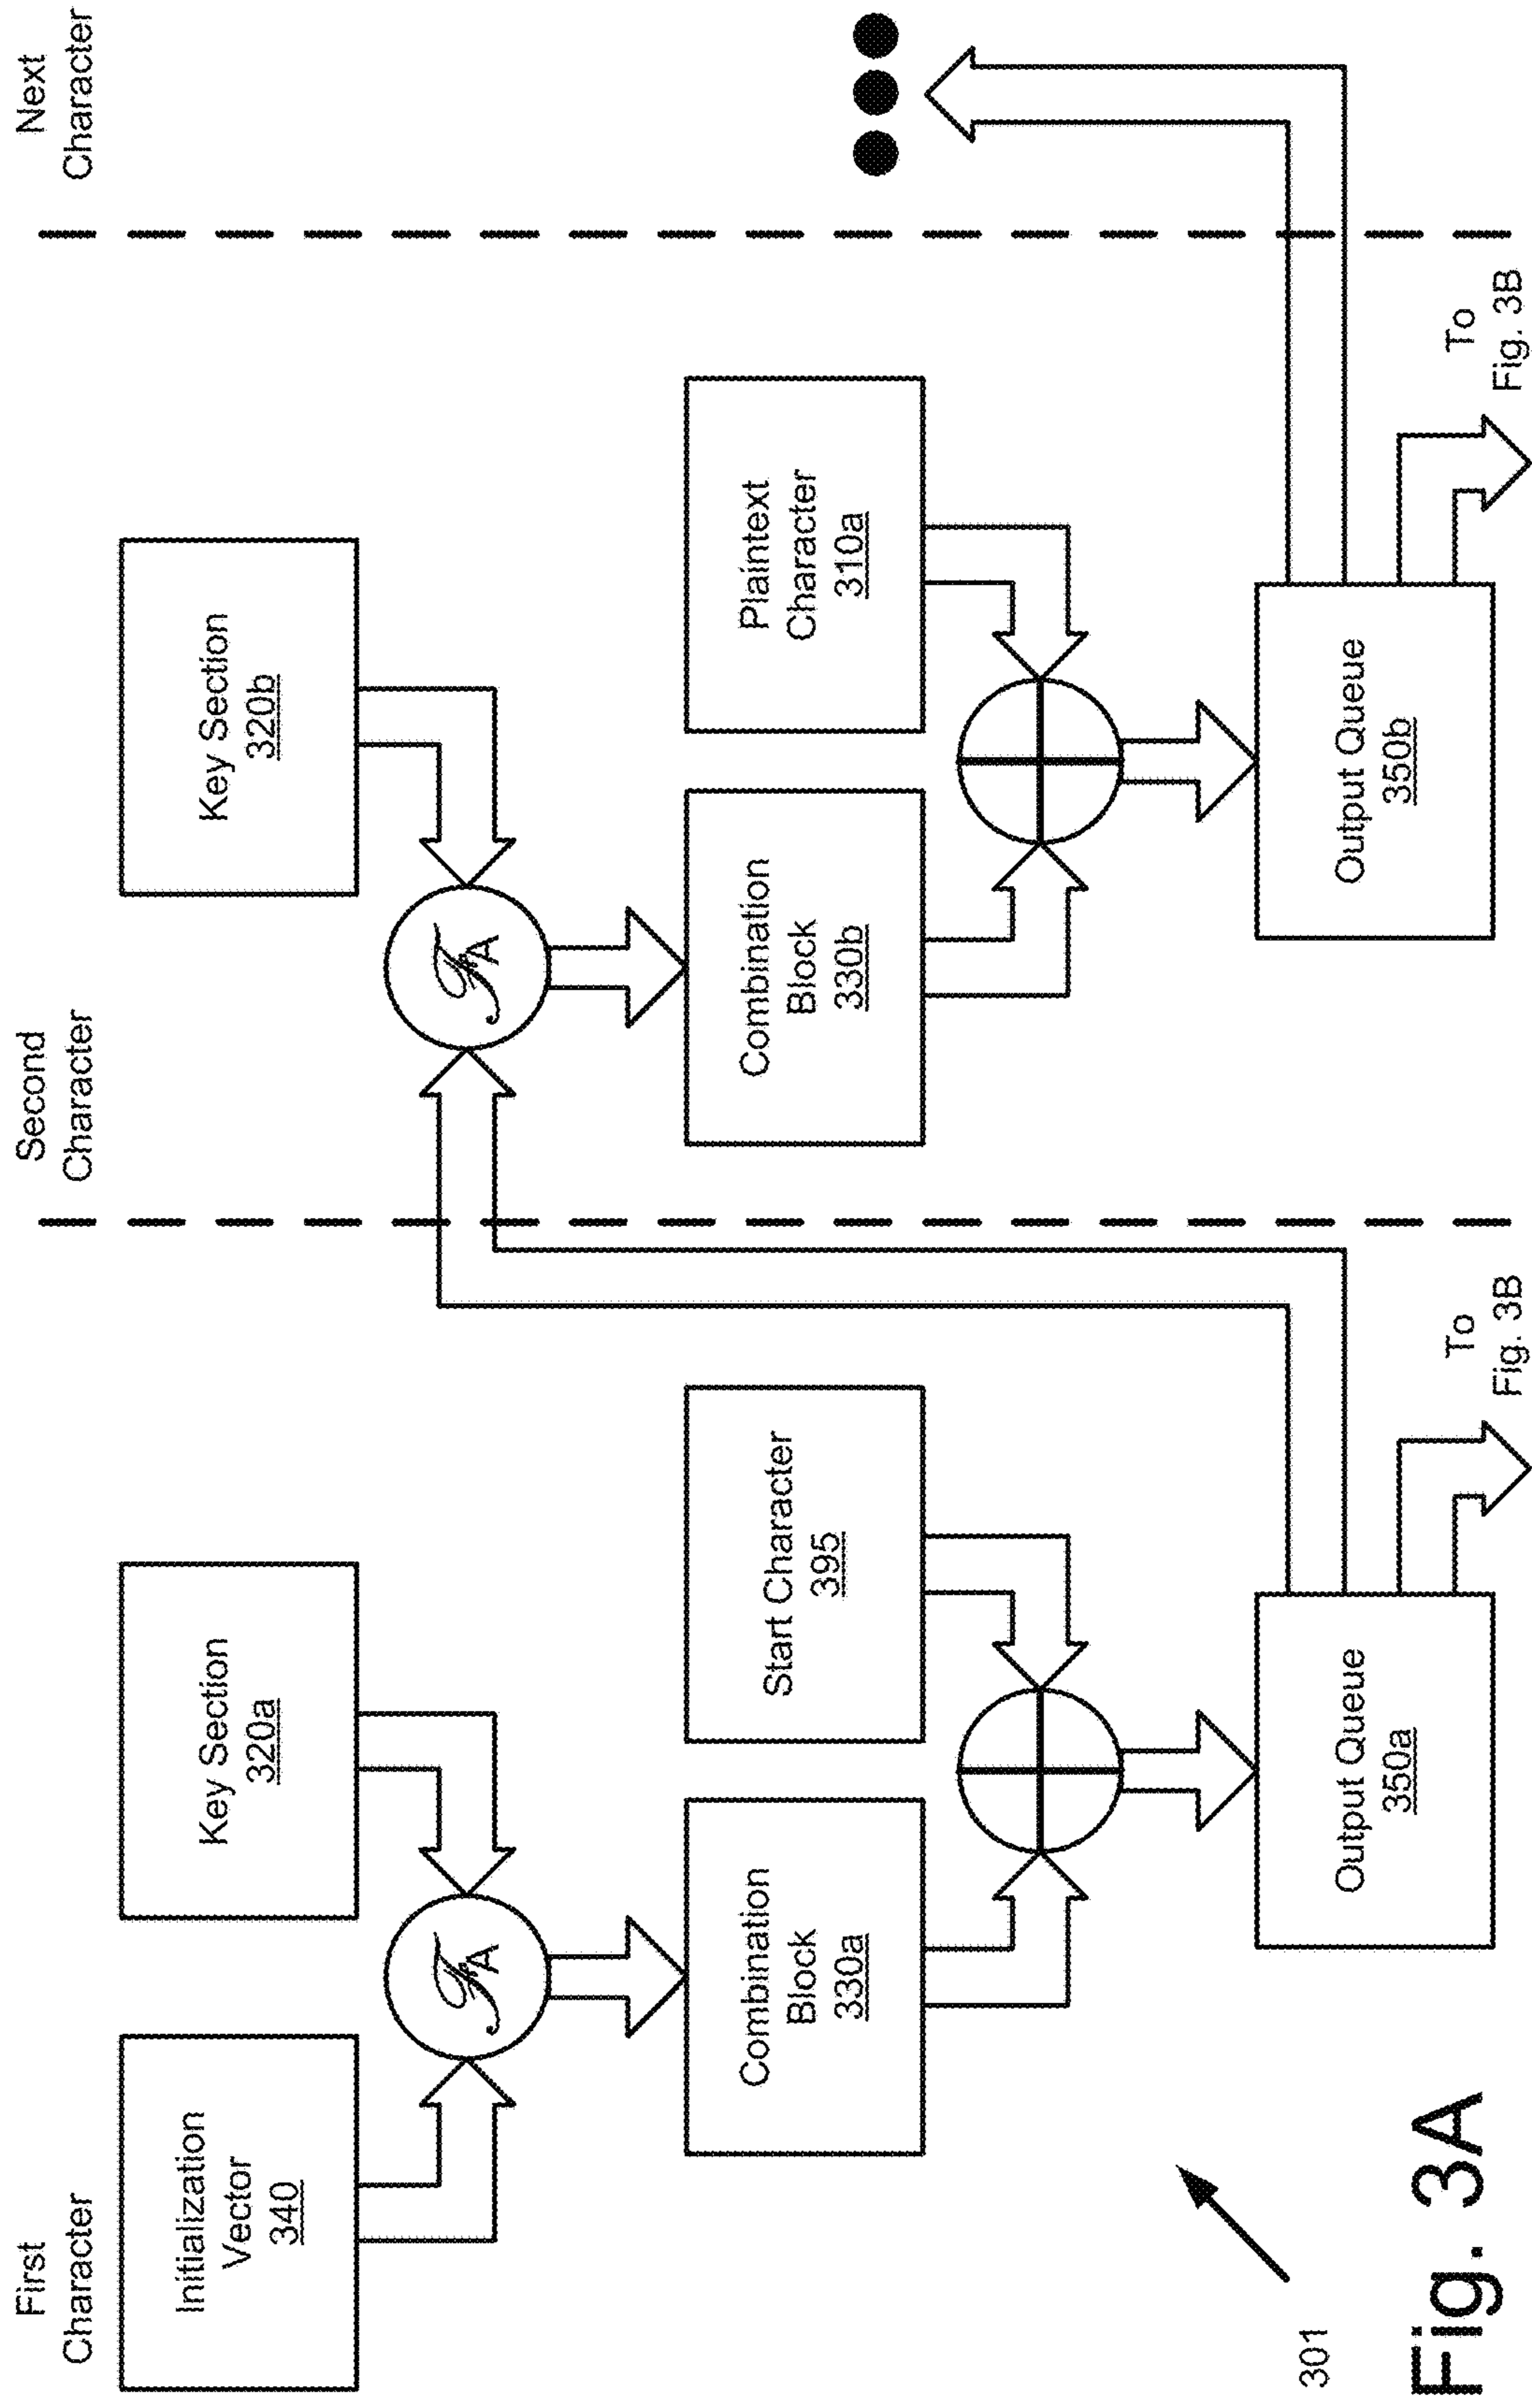 First
Character
Second
Character
Next
Character
Initialization
Vector
340
Key Section
320a
Key Section
320b
ℱA
ℱA
Combination
Block
330a
Start Character
395
Combination
Block
330b
Plaintext
Character
310a
Output Queue
350a
To
Fig. 3B
Output Queue
350b
To
Fig. 3B
301
Fig. 3A